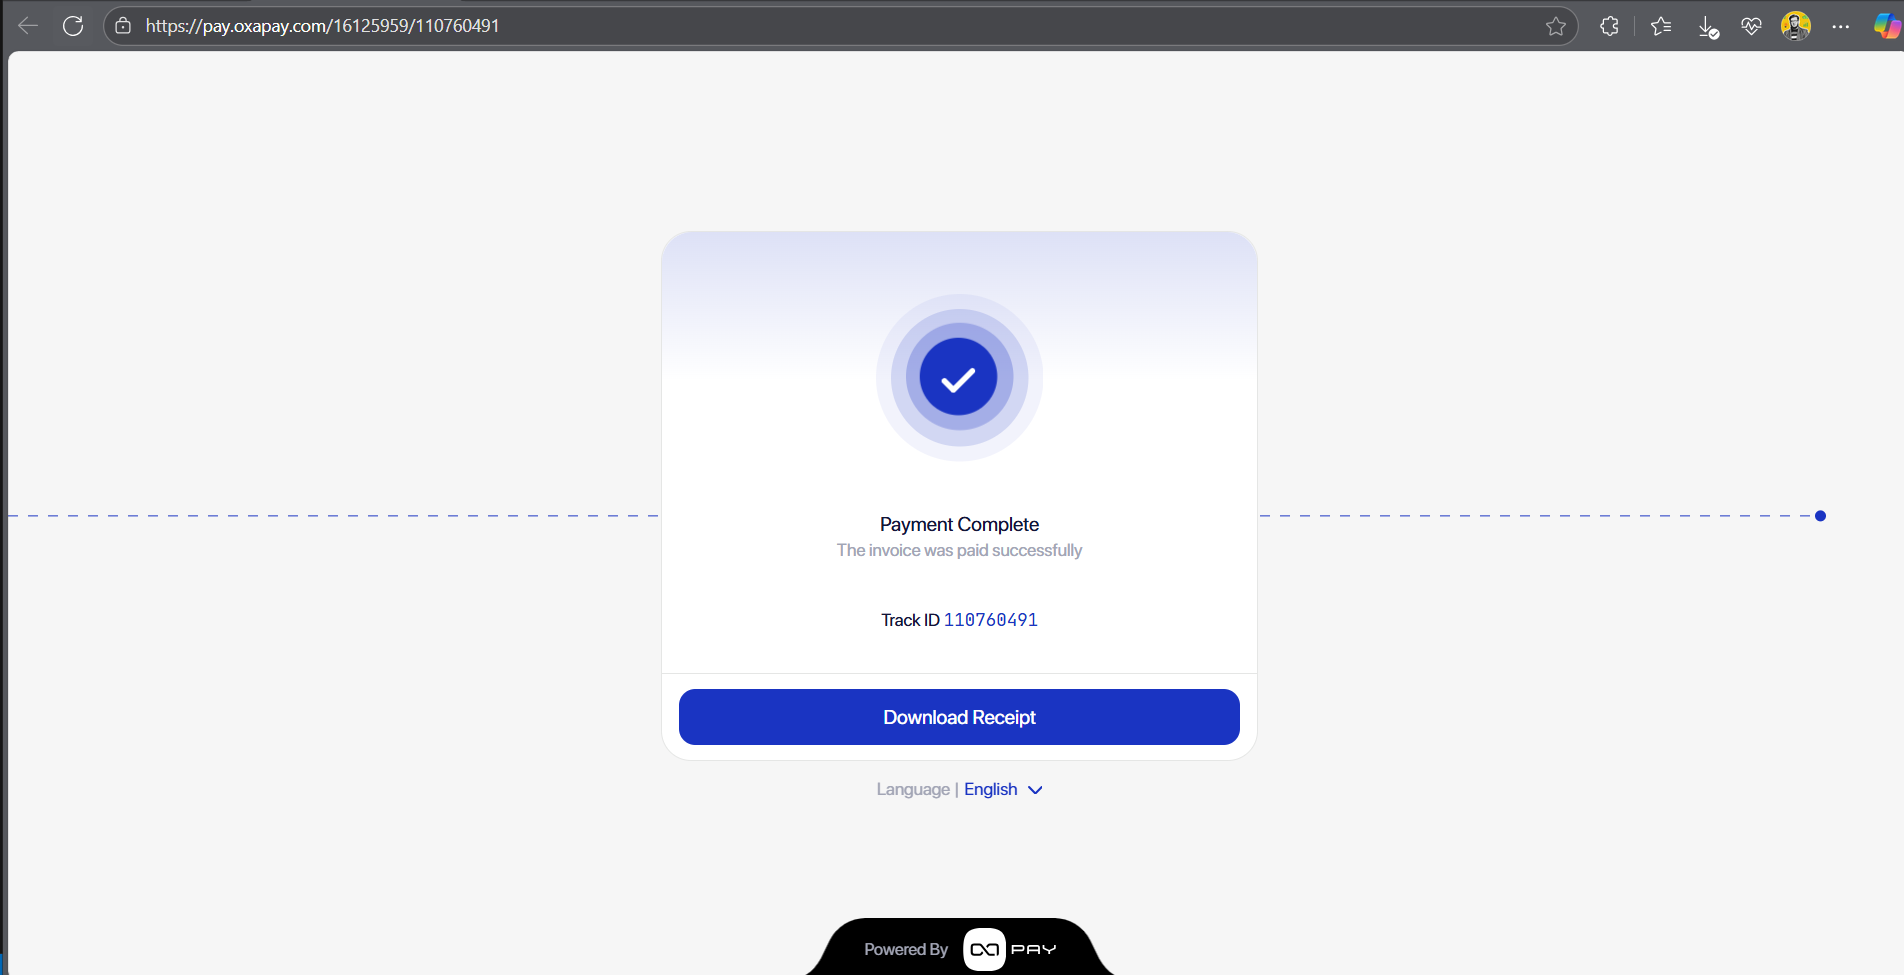 https://pay.oxapay.com/16125959/110760491
Payment Complete
The invoice was paid successfully
Track ID 110760491
Download Receipt
Language | English
Powered By OXA PAY